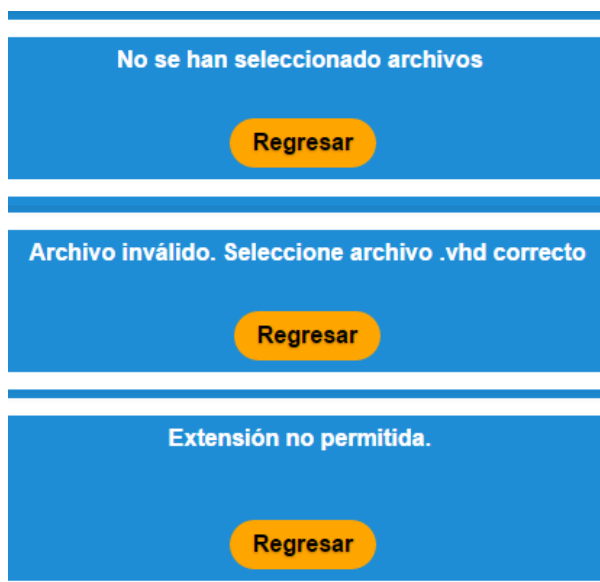 No se han seleccionado archivos
Regresar
Archivo inválido. Seleccione archivo .vhd correcto
Regresar
Extensión no permitida.
Regresar